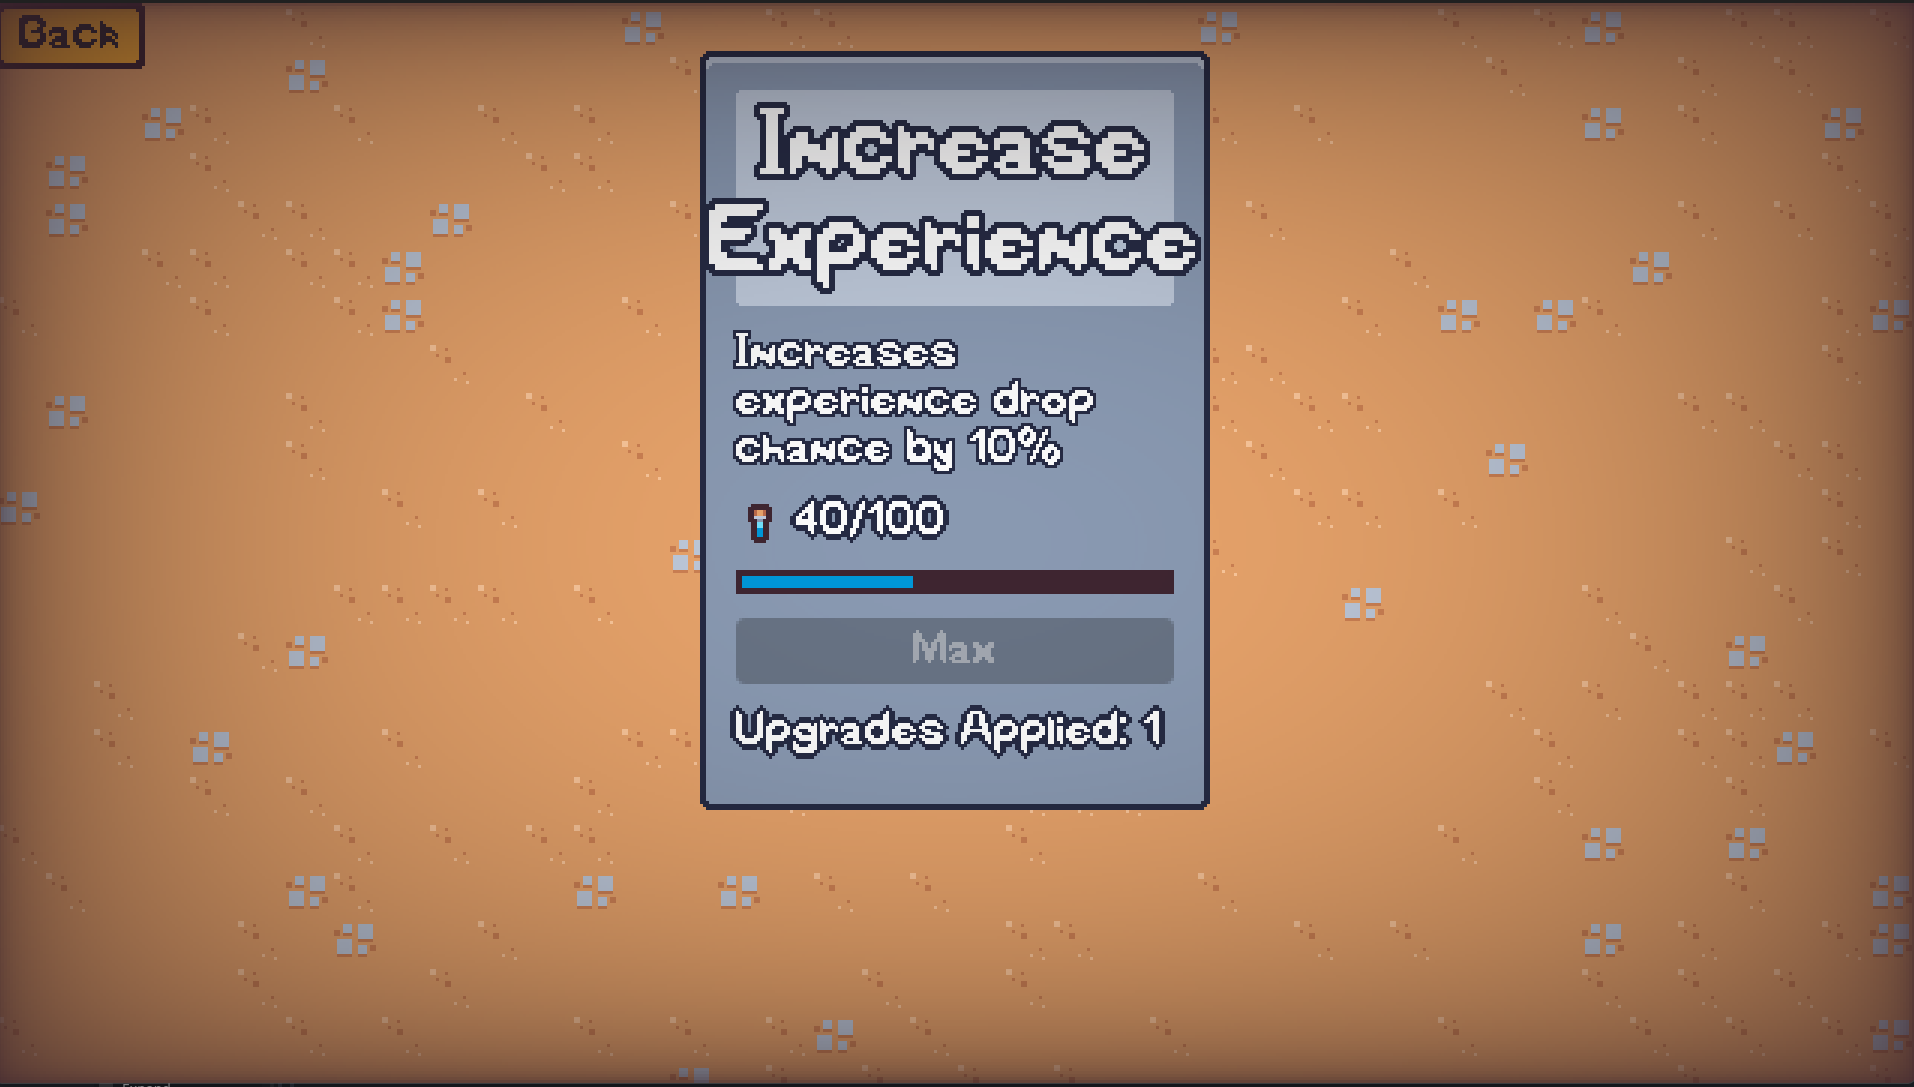 Back
Increase
Experience
Increases
experience drop
chance by 10%
40/100
Max
Upgrades Applied: 1